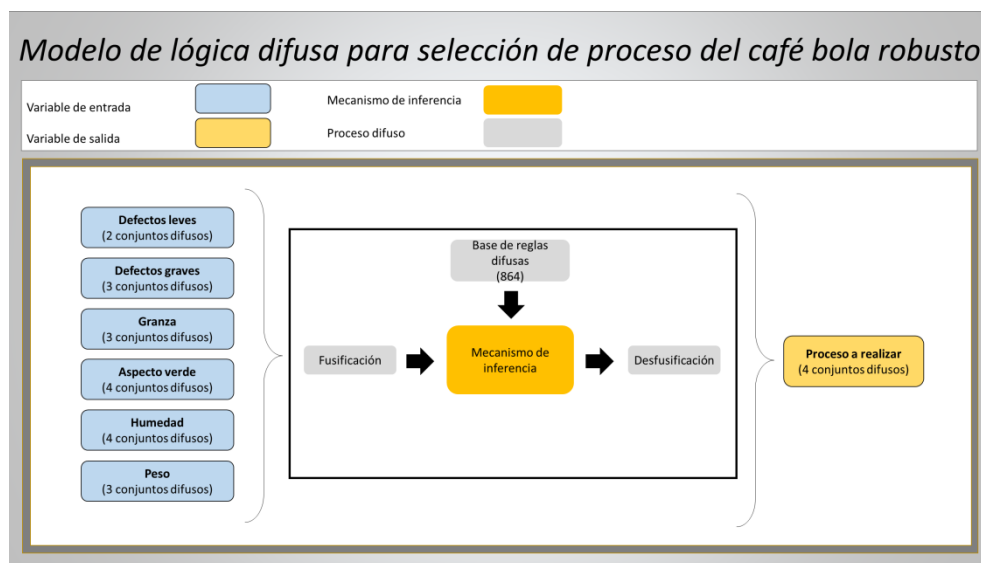 Modelo de lógica difusa para selección de proceso del café bola robusto
Variable de entrada
Mecanismo de inferencia
Variable de salida
Proceso difuso
Defectos leves
(2 conjuntos difusos)
Defectos graves
(3 conjuntos difusos)
Granza
(3 conjuntos difusos)
Aspecto verde
(4 conjuntos difusos)
Humedad
(4 conjuntos difusos)
Peso
(3 conjuntos difusos)
Base de reglas
difusas
(864)
Fusificación
Mecanismo de
inferencia
Desfusificación
Proceso a realizar
(4 conjuntos difusos)